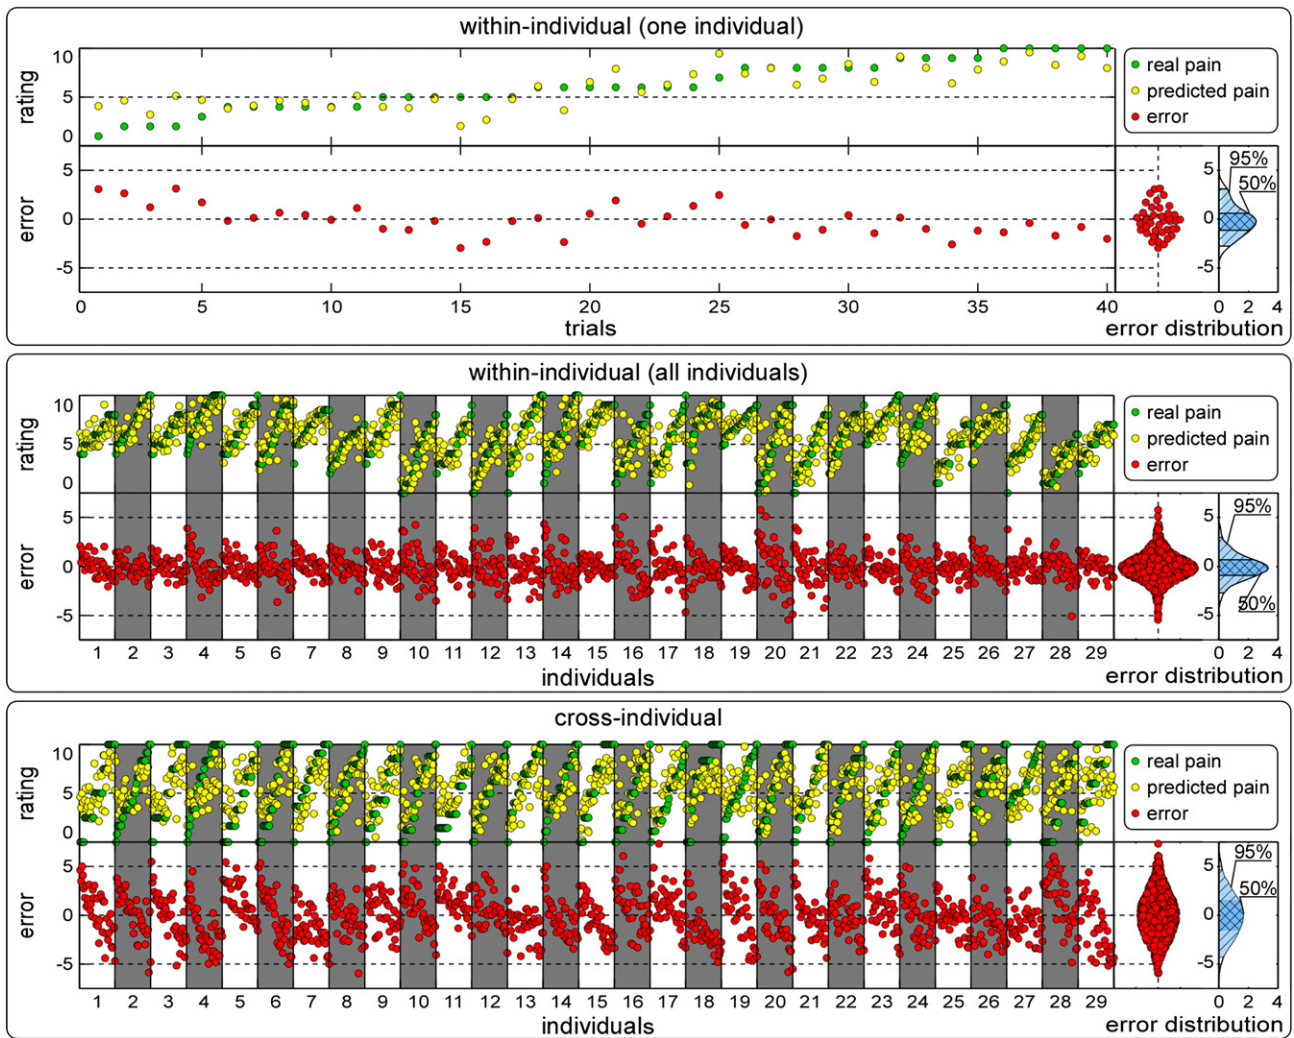 within-individual (one individual)
rating
10
5
0
real pain
predicted pain
error
error
5
0
-5
0 5 10 15 20 25 30 35 40
trials
5
0
-5
95%
50%
0 2 4
error distribution
within-individual (all individuals)
rating
10
5
0
real pain
predicted pain
error
error
5
0
-5
1 2 3 4 5 6 7 8 9 10 11 12 13 14 15 16 17 18 19 20 21 22 23 24 25 26 27 28 29
individuals
5
0
-5
95%
50%
0 2 4
error distribution
cross-individual
rating
10
5
0
real pain
predicted pain
error
error
5
0
-5
1 2 3 4 5 6 7 8 9 10 11 12 13 14 15 16 17 18 19 20 21 22 23 24 25 26 27 28 29
individuals
5
0
-5
95%
50%
0 2 4
error distribution